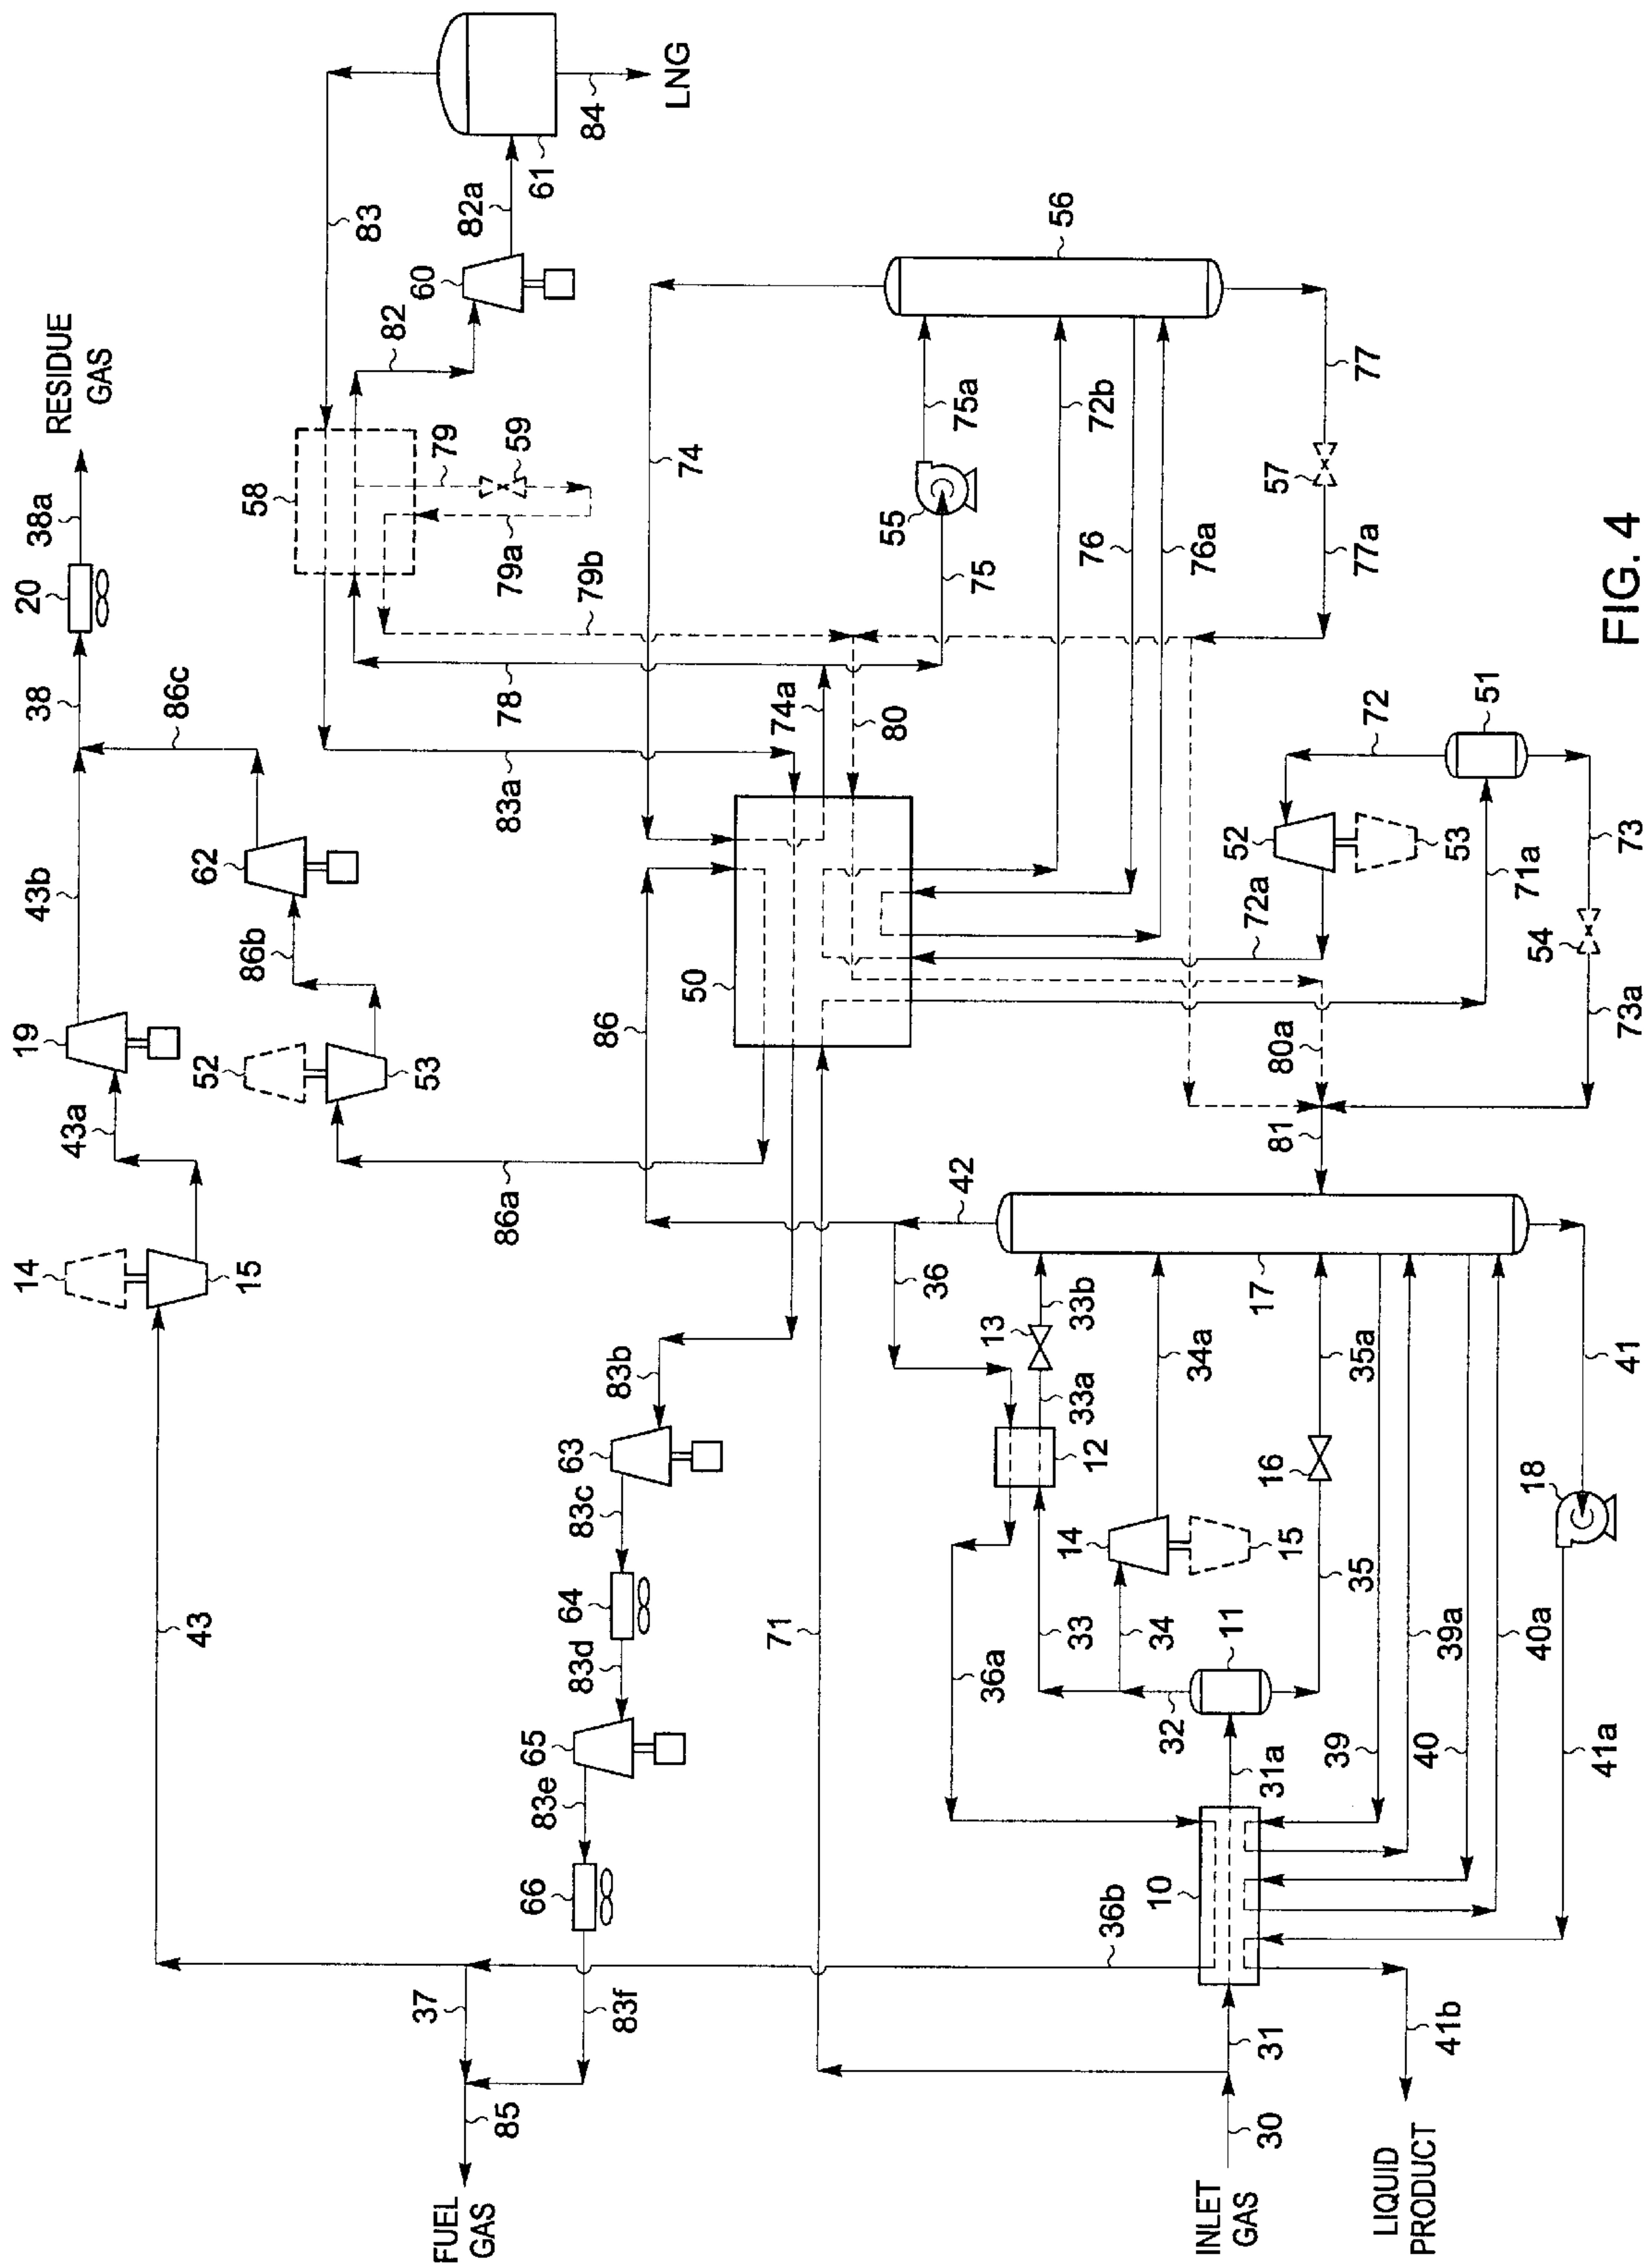 RESIDUE
GAS
38a
20
38
86c
43b
62
86b
19
52
53
43a
14
15
86a
43
83
58
79
59
79a
79b
82
60
82a
61
84
LNG
78
74
74a
83a
80
50
86
55
75
75a
56
72b
76
76a
77
57
77a
72
51
52
53
72a
71a
73
54
73a
80a
81
42
36
33b
13
33a
12
34a
17
35a
16
41
18
14
15
34
33
35
11
32
36a
31a
39
39a
40
40a
41a
10
36b
71
83b
63
83c
64
83d
65
83e
66
83f
37
85
FUEL
GAS
31
30
INLET
GAS
41b
LIQUID
PRODUCT
FIG. 4